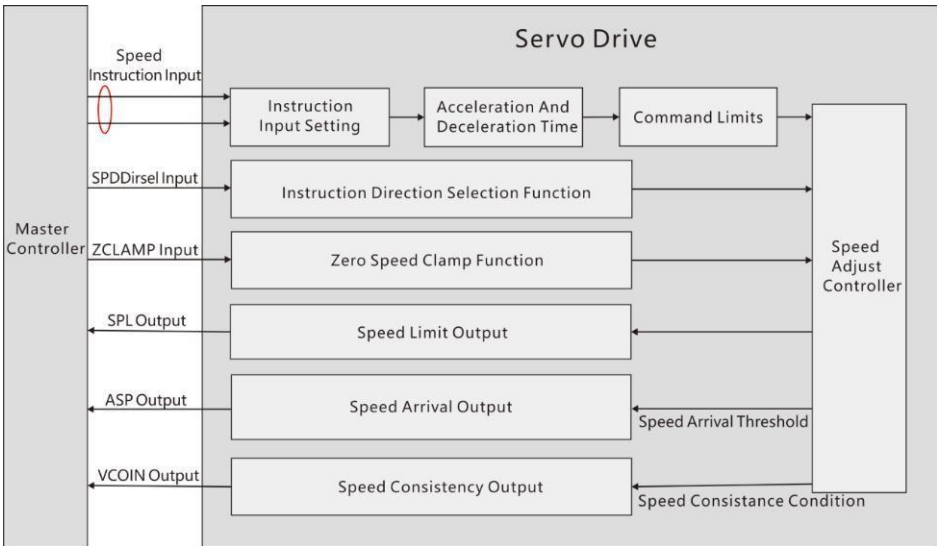 Servo Drive
Speed
Instruction Input
Instruction
Input Setting
Acceleration And
Deceleration Time
Command Limits
SPDDirsel Input
Instruction Direction Selection Function
Master
Controller
ZCLAMP Input
Zero Speed Clamp Function
Speed
Adjust
Controller
SPL Output
Speed Limit Output
ASP Output
Speed Arrival Output
Speed Arrival Threshold
VCOIN Output
Speed Consistency Output
Speed Consistance Condition